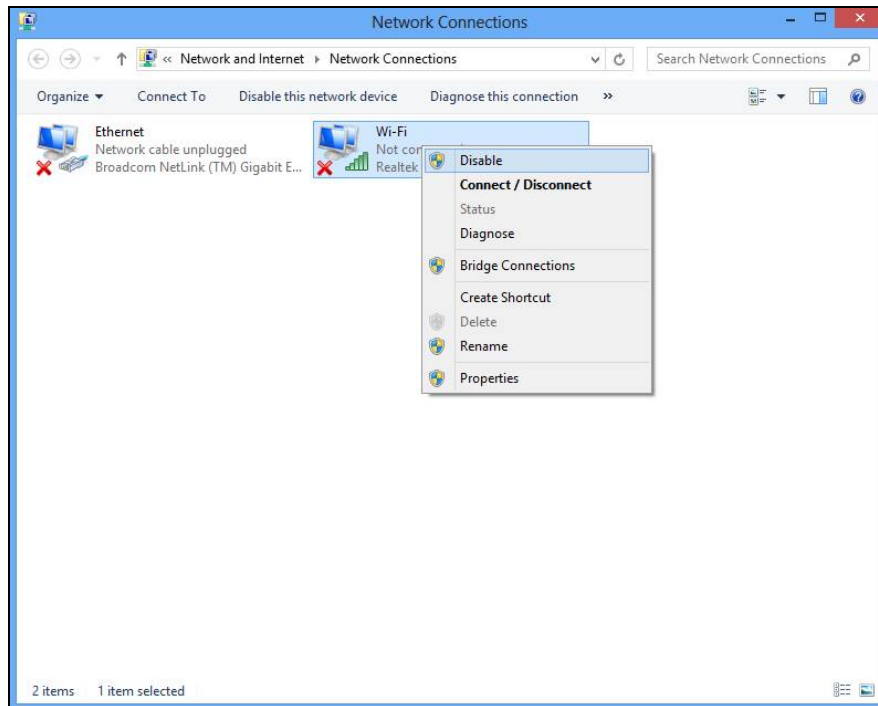 Network Connections
« Network and Internet Network Connections
Search Network Connections
Organize Connect To Disable this network device Diagnose this connection »
Ethernet
Network cable unplugged
Broadcom NetLink (TM) Gigabit E...
Wi-Fi
Not
Realtek
Disable
Connect / Disconnect
Status
Diagnose
Bridge Connections
Create Shortcut
Delete
Rename
Properties
2 items 1 item selected